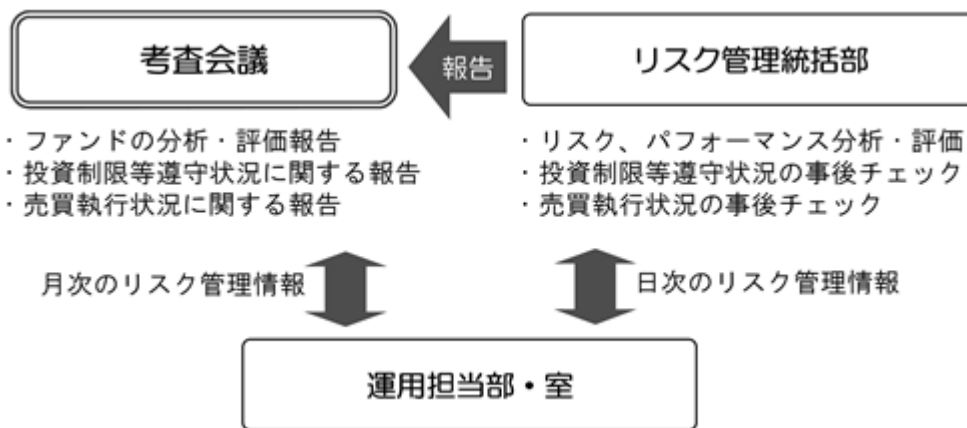 考査会議
報告
リスク管理統括部
・ファンドの分析・評価報告
・投資制限等遵守状況に関する報告
・売買執行状況に関する報告
・リスク、パフォーマンス分析・評価
・投資制限等遵守状況の事後チェック
・売買執行状況の事後チェック
月次のリスク管理情報
日次のリスク管理情報
運用担当部・室